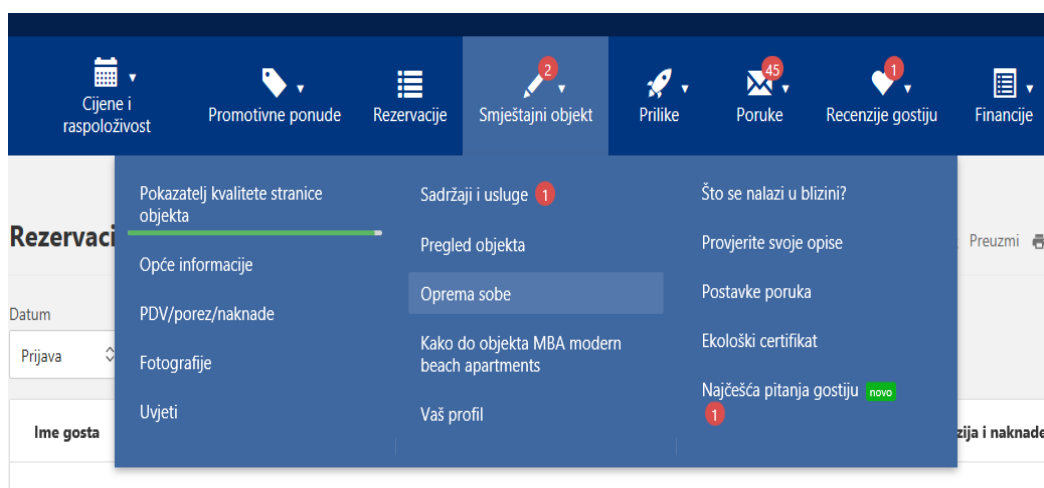 Cijene i
raspoloživost
Promotivne ponude
Rezervacije
2
Smještajni objekt
Prilike
45
Poruke
1
Recenzije gostiju
Financije
Pokazatelj kvalitete stranice
objekta
Opće informacije
PDV/porez/naknade
Fotografije
Uvjeti
Sadržaji i usluge 1
Pregled objekta
Oprema sobe
Kako do objekta MBA modern
beach apartments
Vaš profil
Što se nalazi u blizini?
Provjerite svoje opise
Postavke poruka
Ekološki certifikat
Najčešća pitanja gostiju novo
1
Rezervaci
Preuzmi
Datum
Prijava
Ime gosta
zija i naknade